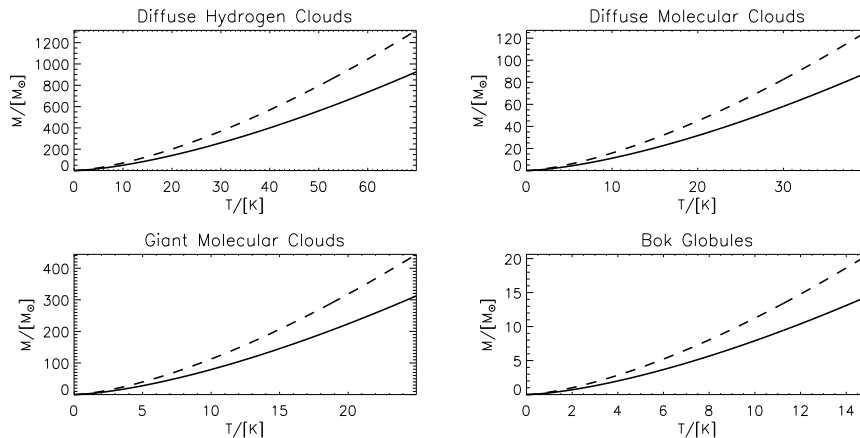 Diffuse Hydrogen Clouds
M/[M⊙]
1200
1000
800
600
400
200
0
0 10 20 30 40 50 60
T/[K]
Diffuse Molecular Clouds
M/[M⊙]
120
100
80
60
40
20
0
0 10 20 30
T/[K]
Giant Molecular Clouds
M/[M⊙]
400
300
200
100
0
0 5 10 15 20
T/[K]
Bok Globules
M/[M⊙]
20
15
10
5
0
0 2 4 6 8 10 12 14
T/[K]